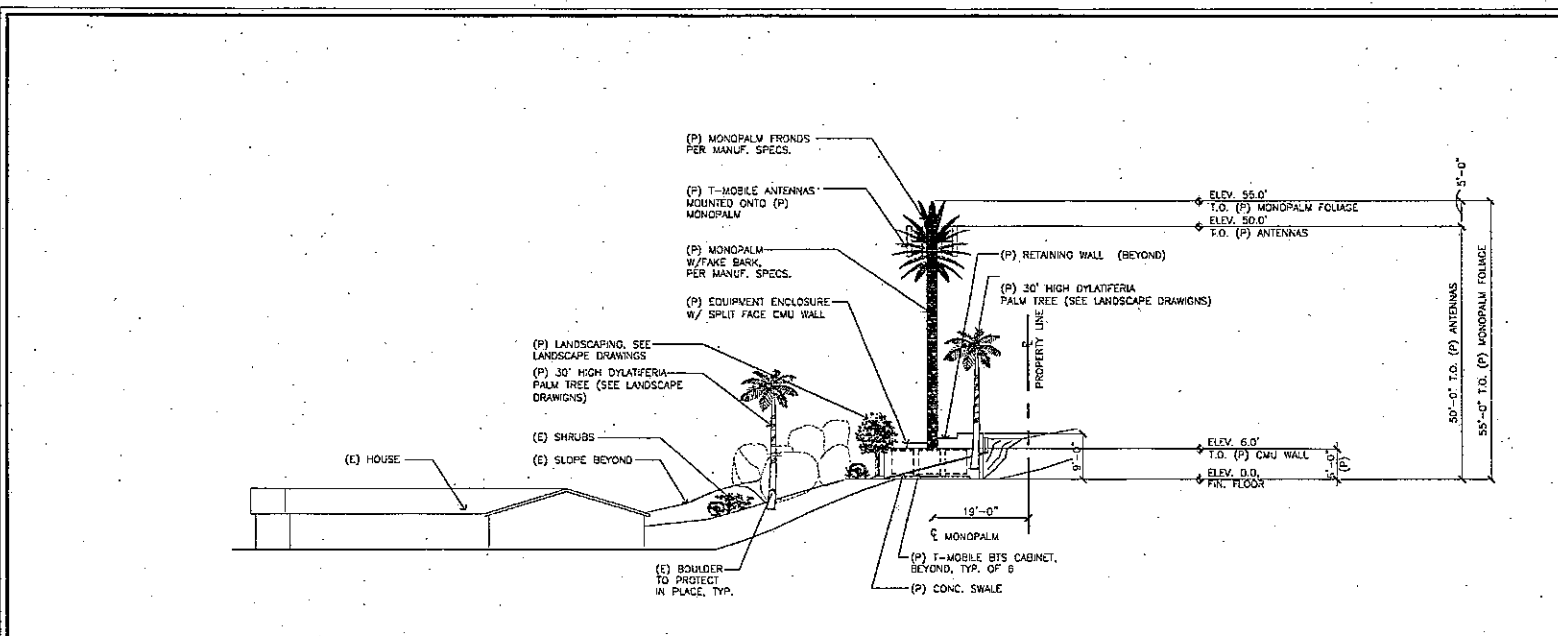 (P) MONOPALM FRONDS
PER MANUF. SPECS.
(P) T-MOBILE ANTENNAS
MOUNTED ONTO (P)
MONOPALM
(P) MONOPALM
W/FAKE BARK,
PER MANUF. SPECS.
(P) EQUIPMENT ENCLOSURE
W/ SPLIT FACE CMU WALL
(P) LANDSCAPING, SEE
LANDSCAPE DRAWINGS
(P) 30' HIGH DYLATIFERIA
PALM TREE (SEE LANDSCAPE
DRAWIGNS)
(E) SHRUBS
(E) SLOPE BEYOND
(E) HOUSE
(E) BOULDER
TO PROTECT
IN PLACE, TYP.
(P) RETAINING WALL (BEYOND)
(P) 30' HIGH DYLATIFERIA
PALM TREE (SEE LANDSCAPE DRAWIGNS)
PROPERTY LINE
ELEV. 55.0'
T.O. (P) MONOPALM FOLIAGE
ELEV. 50.0'
T.O. (P) ANTENNAS
5'-0"
50'-0" T.O. (P) ANTENNAS
55'-0" T.O. (P) MONOPALM FOLIAGE
ELEV. 6.0'
T.O. (P) CMU WALL
ELEV. 0.0,
FIN. FLOOR
9'-0"
(P)
19'-0"
MONOPALM
(P) T-MOBILE BTS CABINET,
BEYOND, TYP. OF 6
(P) CONC. SWALE